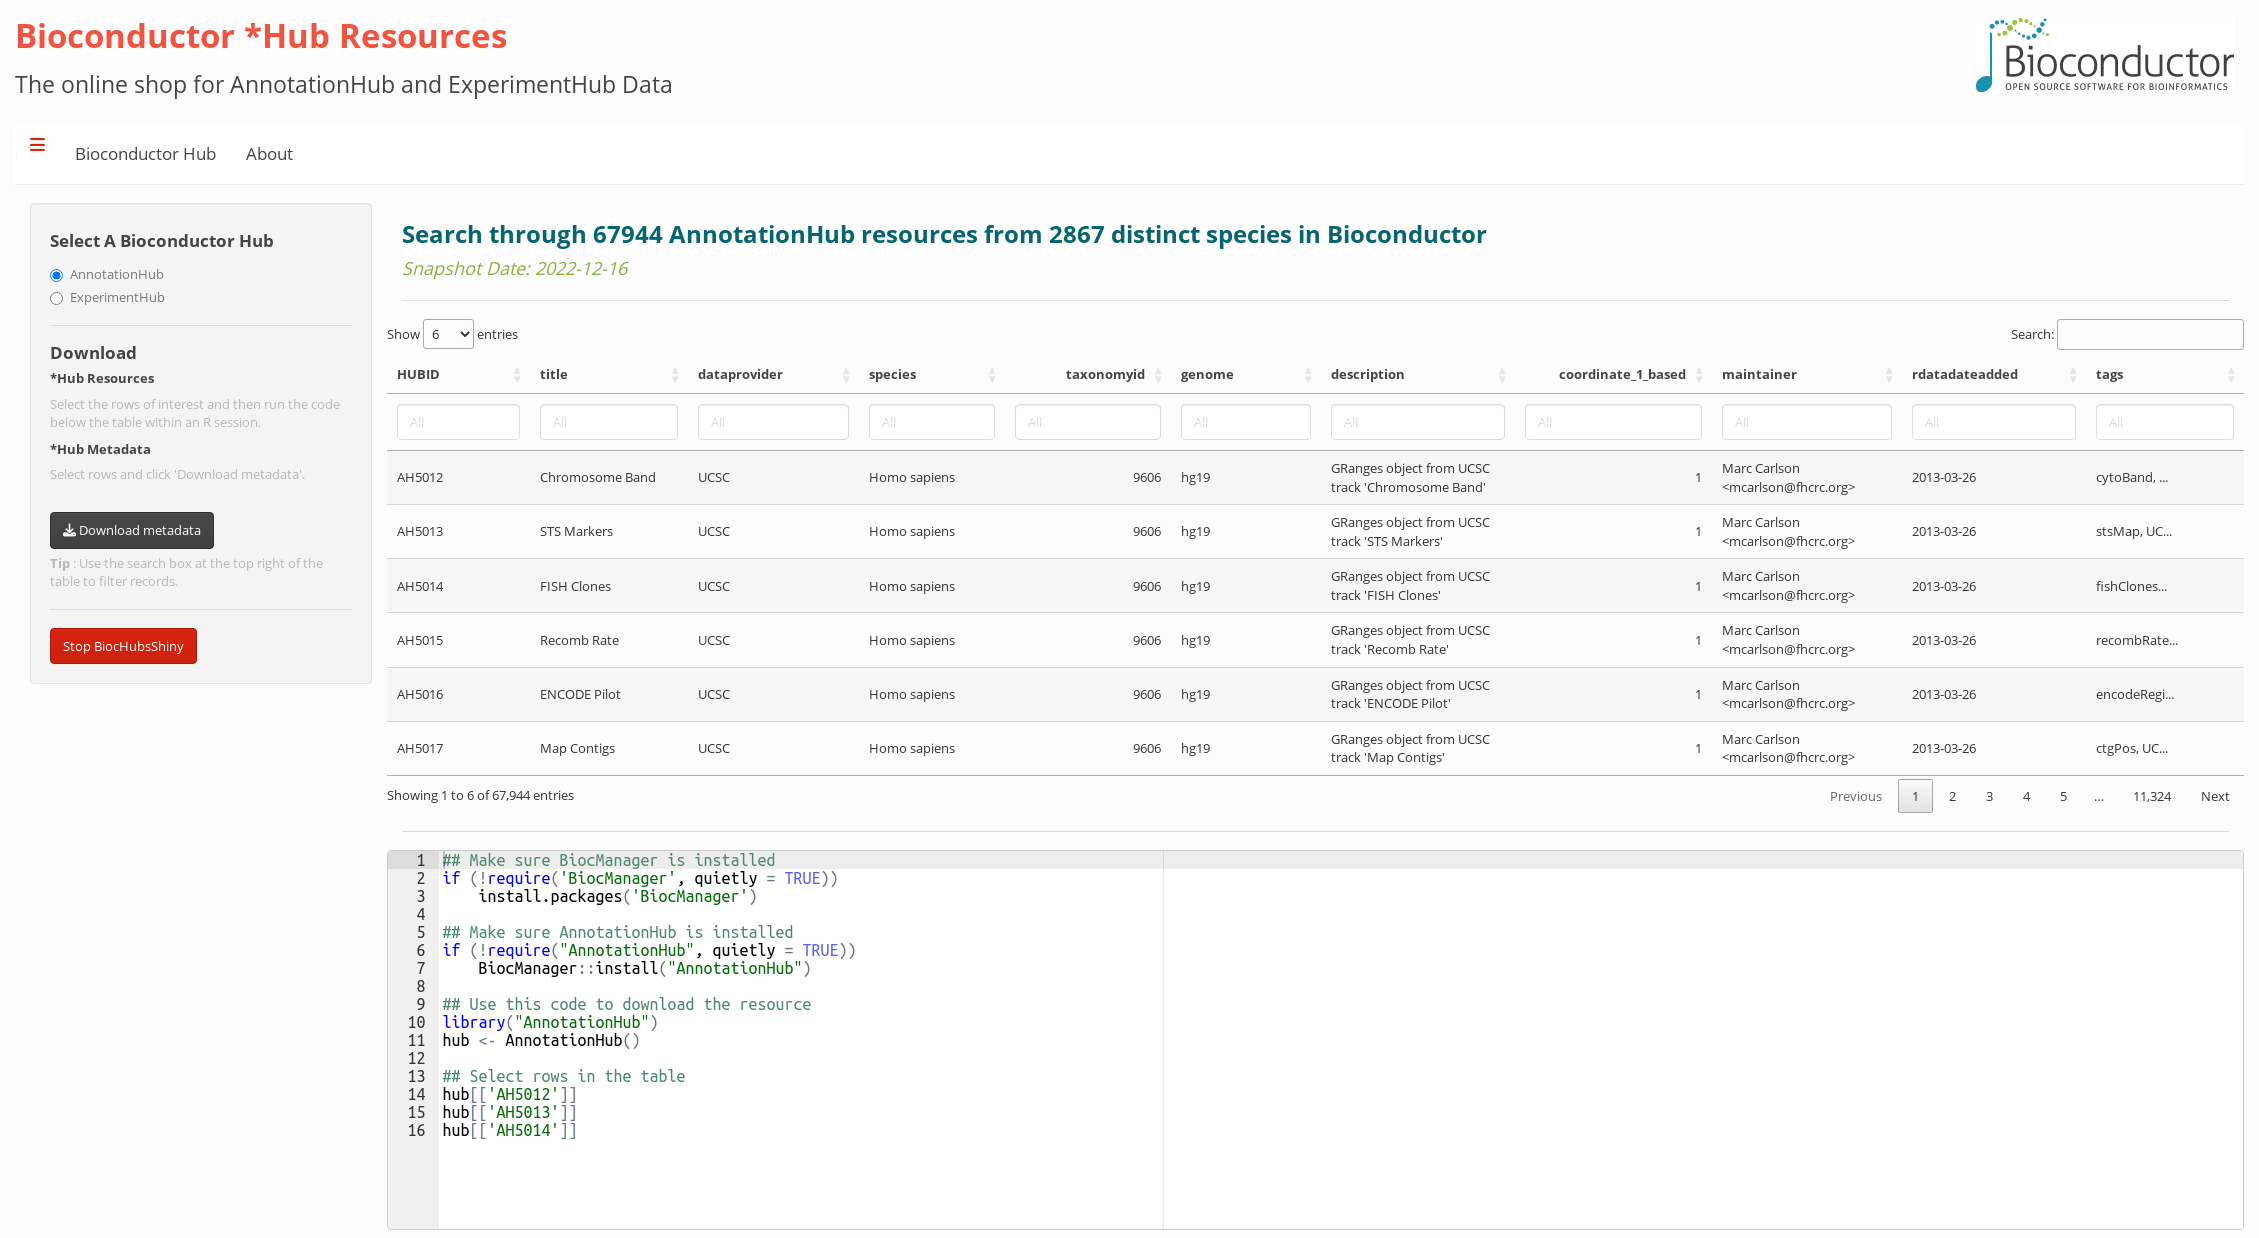 Bioconductor *Hub Resources
The online shop for AnnotationHub and ExperimentHub Data
Bioconductor
OPEN SOURCE SOFTWARE FOR BIOINFORMATICS
Bioconductor Hub About
Select A Bioconductor Hub
AnnotationHub
ExperimentHub
Download
*Hub Resources
Select the rows of interest and then run the code
below the table within an R session.
*Hub Metadata
Select rows and click 'Download metadata'.
Download metadata
Tip : Use the search box at the top right of the
table to filter records.
Stop BiocHubsShiny
Search through 67944 AnnotationHub resources from 2867 distinct species in Bioconductor
Snapshot Date: 2022-12-16
Show 6 entries Search:
HUBID title dataprovider species taxonomyid genome description coordinate_1_based maintainer rdatadateadded tags
All All All All All All All All All All All
AH5012 Chromosome Band UCSC Homo sapiens 9606 hg19 GRanges object from UCSC track 'Chromosome Band' 1 Marc Carlson <mcarlson@fhcrc.org> 2013-03-26 cytoBand, ...
AH5013 STS Markers UCSC Homo sapiens 9606 hg19 GRanges object from UCSC track 'STS Markers' 1 Marc Carlson <mcarlson@fhcrc.org> 2013-03-26 stsMap, UC...
AH5014 FISH Clones UCSC Homo sapiens 9606 hg19 GRanges object from UCSC track 'FISH Clones' 1 Marc Carlson <mcarlson@fhcrc.org> 2013-03-26 fishClones...
AH5015 Recomb Rate UCSC Homo sapiens 9606 hg19 GRanges object from UCSC track 'Recomb Rate' 1 Marc Carlson <mcarlson@fhcrc.org> 2013-03-26 recombRate...
AH5016 ENCODE Pilot UCSC Homo sapiens 9606 hg19 GRanges object from UCSC track 'ENCODE Pilot' 1 Marc Carlson <mcarlson@fhcrc.org> 2013-03-26 encodeRegi...
AH5017 Map Contigs UCSC Homo sapiens 9606 hg19 GRanges object from UCSC track 'Map Contigs' 1 Marc Carlson <mcarlson@fhcrc.org> 2013-03-26 ctgPos, UC...
Showing 1 to 6 of 67,944 entries Previous 1 2 3 4 5 ... 11,324 Next
1 ## Make sure BiocManager is installed
2 if (!require('BiocManager', quietly = TRUE))
3     install.packages('BiocManager')
4
5 ## Make sure AnnotationHub is installed
6 if (!require("AnnotationHub", quietly = TRUE))
7     BiocManager::install("AnnotationHub")
8
9 ## Use this code to download the resource
10 library("AnnotationHub")
11 hub <- AnnotationHub()
12
13 ## Select rows in the table
14 hub[['AH5012']]
15 hub[['AH5013']]
16 hub[['AH5014']]